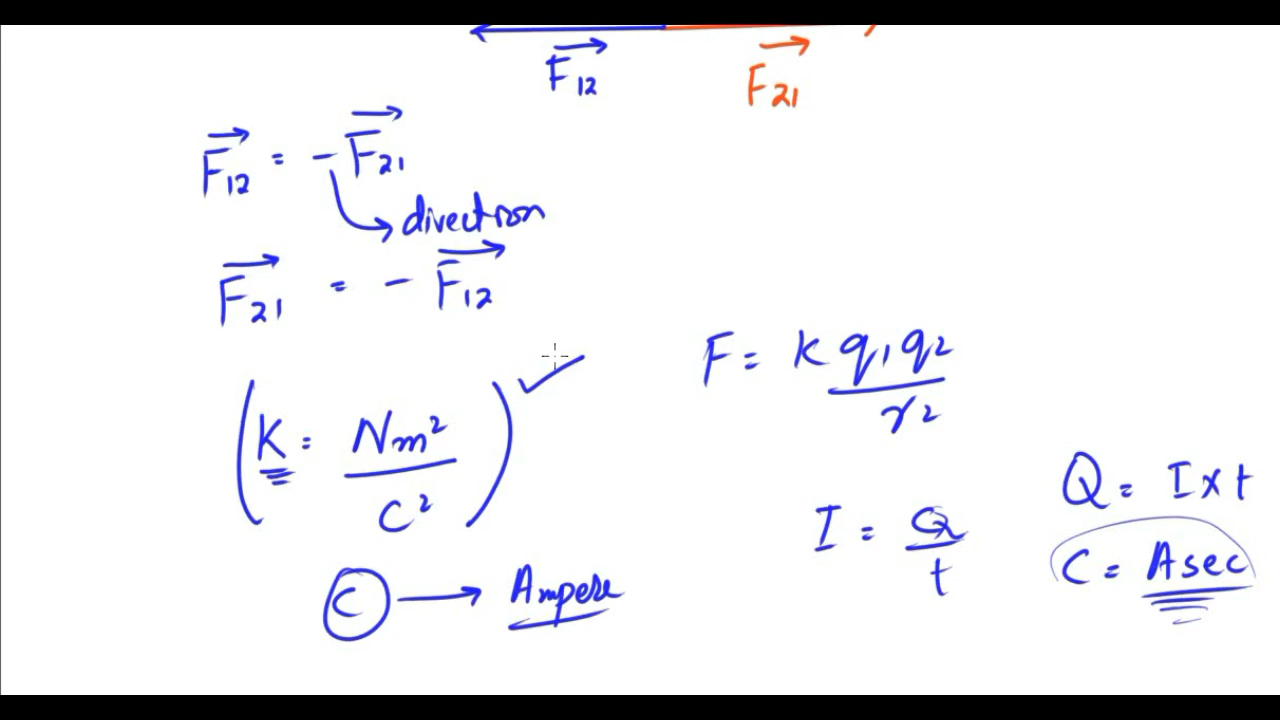 F₁₂ F₂₁
F₁₂ = - F₂₁
direction
F₂₁ = - F₁₂
F = K q₁q₂ / r²
(K = Nm² / C²)
I = Q / t
Q = I x t
C = Asec
C → Ampere